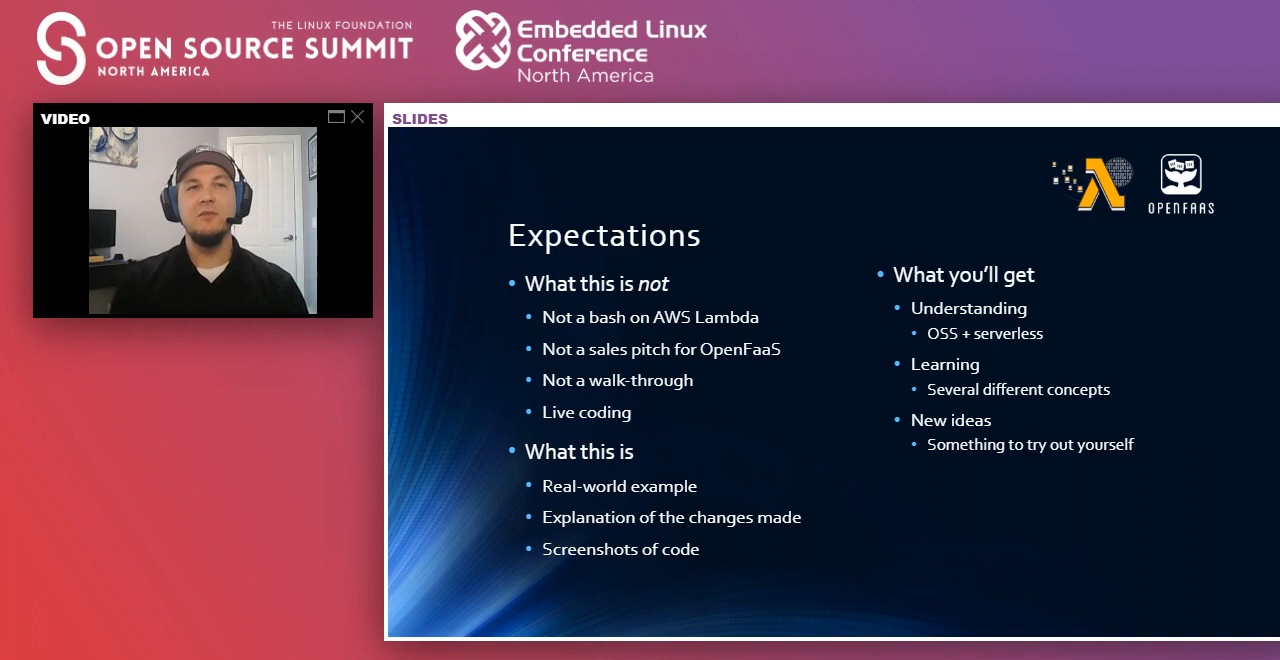 THE LINUX FOUNDATION
OPEN SOURCE SUMMIT
NORTH AMERICA
Embedded Linux
Conference
North America
VIDEO
SLIDES
OPENFAAS
Expectations
• What this is not
• Not a bash on AWS Lambda
• Not a sales pitch for OpenFaaS
• Not a walk-through
• Live coding
• What this is
• Real-world example
• Explanation of the changes made
• Screenshots of code
• What you’ll get
• Understanding
• OSS + serverless
• Learning
• Several different concepts
• New ideas
• Something to try out yourself